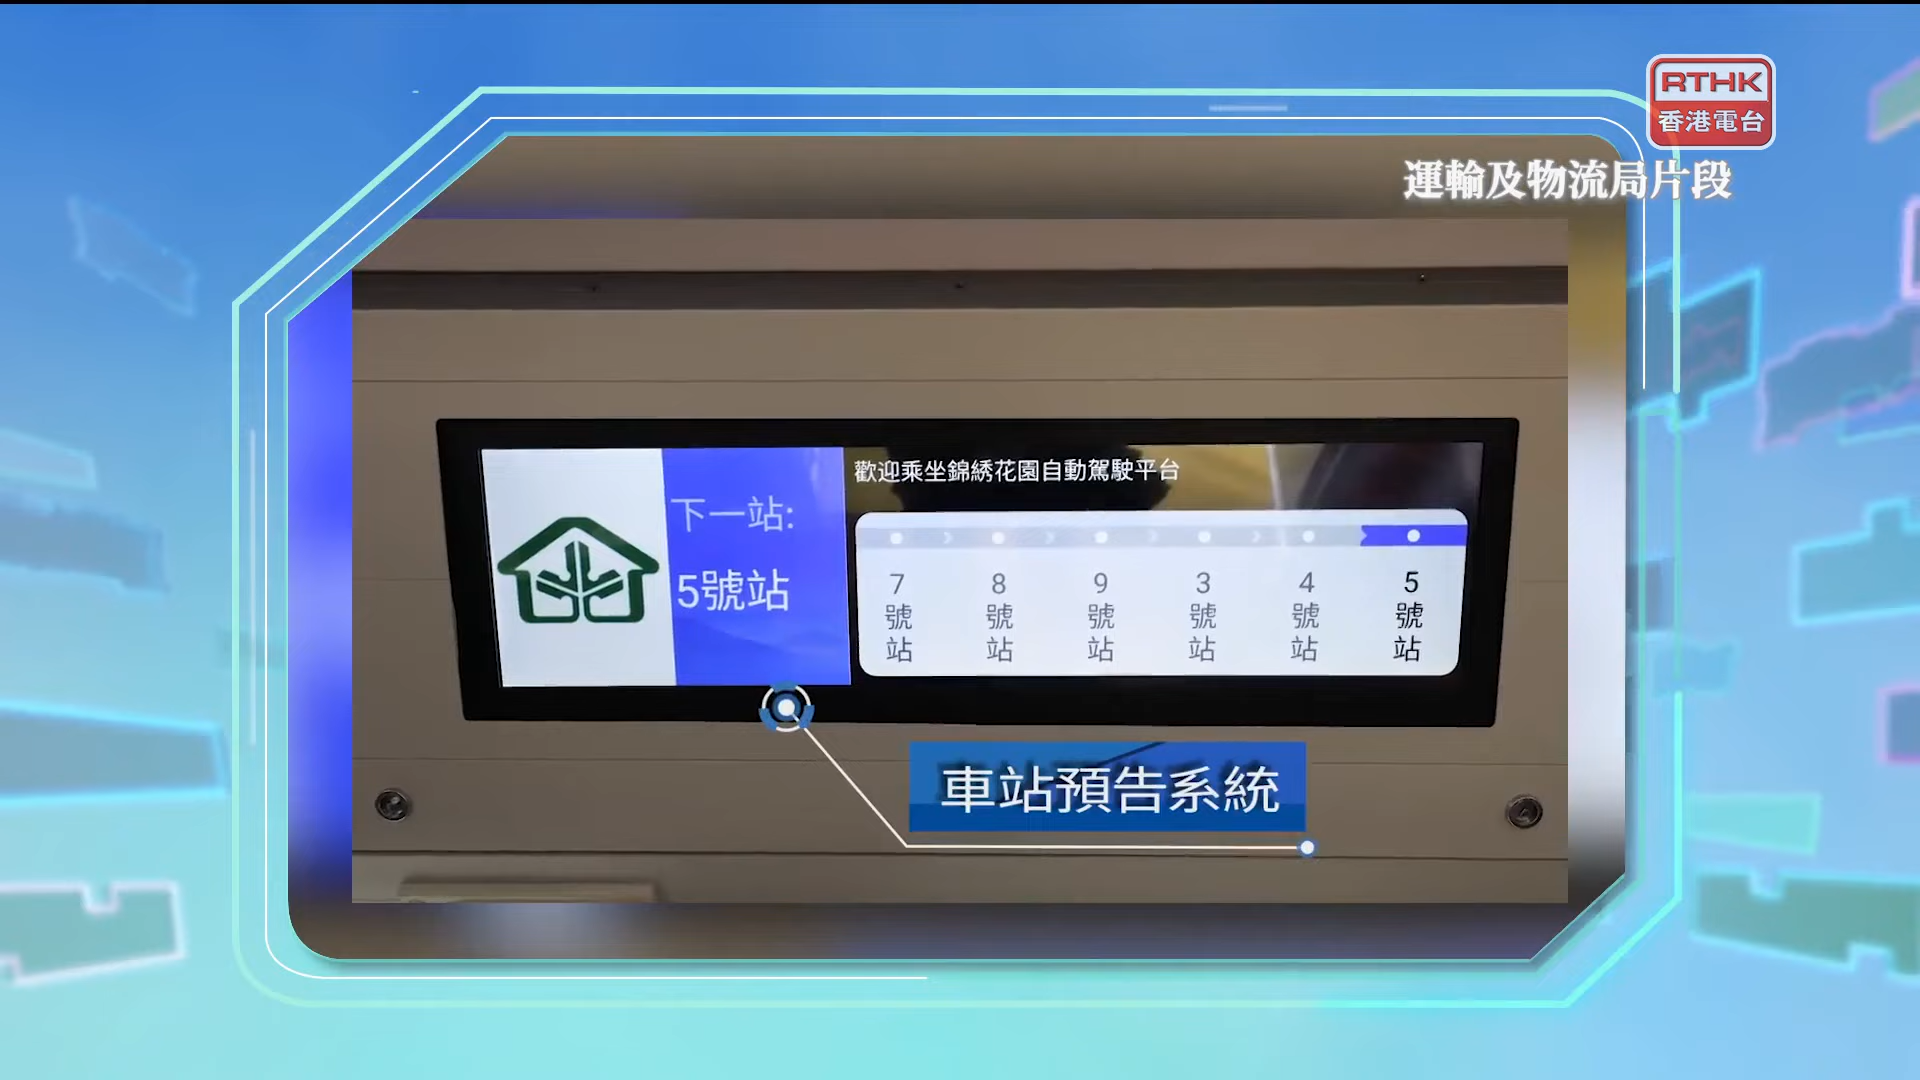 RTHK
香港電台
運輸及物流局片段
下一站:
5號站
歡迎乘坐錦綉花園自動駕駛平台
7號站
8號站
9號站
3號站
4號站
5號站
車站預告系統